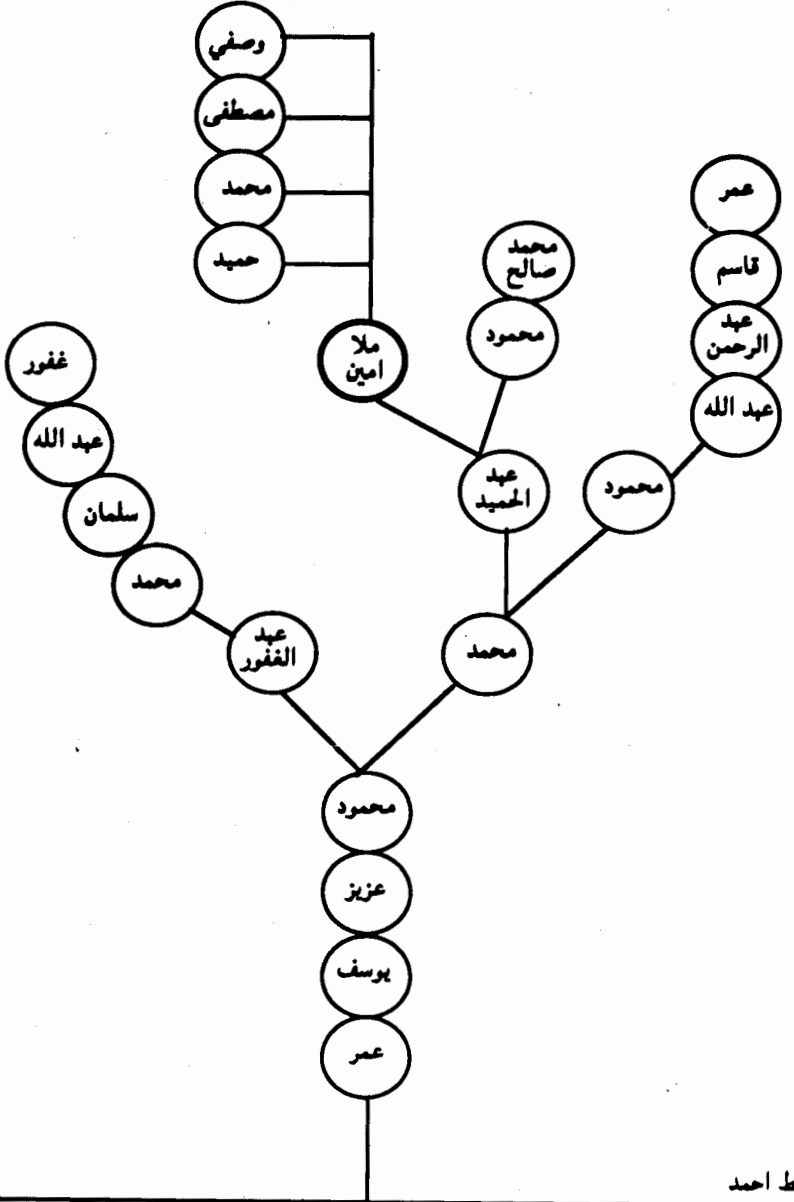 وصفي
مصطفى
محمد
حميد
ملا
امين
محمد
صالح
محمود
عمر
قاسم
عبد
الرحمن
عبد الله
محمود
عبد
الحميد
محمد
غفور
عبد الله
سلمان
محمد
عبد
الغفور
محمود
عزيز
يوسف
عمر
احمد